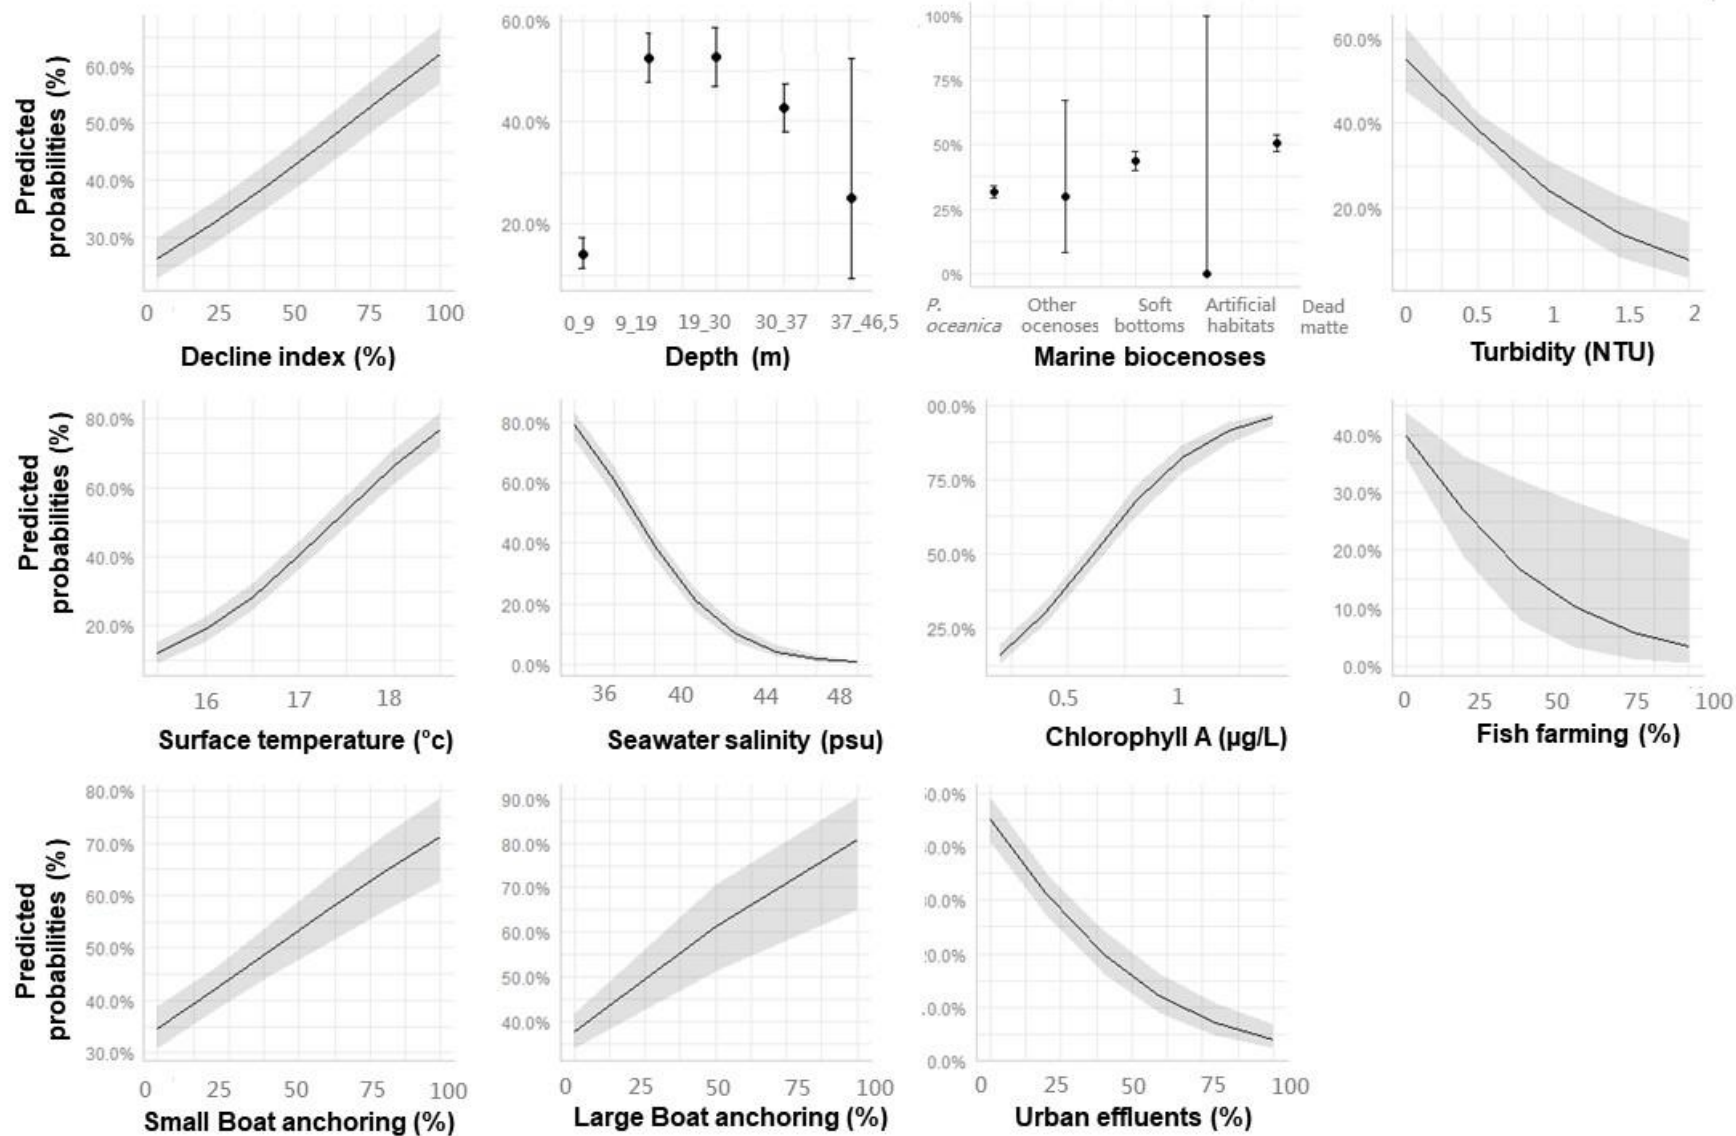 Predicted
probabilities (%)
60.0%
50.0%
40.0%
30.0%
0 25 50 75 100
Decline index (%)
60.0%
40.0%
20.0%
0_9 9_19 19_30 30_37 37_46,5
Depth (m)
100%
75%
50%
25%
0%
P. oceanica
Other ocenoses
Soft bottoms
Artificial habitats
Dead matte
Marine biocenoses
60.0%
40.0%
20.0%
0 0.5 1 1.5 2
Turbidity (NTU)
Predicted
probabilities (%)
80.0%
60.0%
40.0%
20.0%
16 17 18
Surface temperature (°c)
80.0%
60.0%
40.0%
20.0%
0.0%
36 40 44 48
Seawater salinity (psu)
00.0%
75.0%
50.0%
25.0%
0.5 1
Chlorophyll A (µg/L)
40.0%
30.0%
20.0%
10.0%
0.0%
0 25 50 75 100
Fish farming (%)
Predicted
probabilities (%)
80.0%
70.0%
60.0%
50.0%
40.0%
30.0%
0 25 50 75 100
Small Boat anchoring (%)
90.0%
80.0%
70.0%
60.0%
50.0%
40.0%
0 25 50 75 100
Large Boat anchoring (%)
0.0%
0 25 50 75 100
Urban effluents (%)